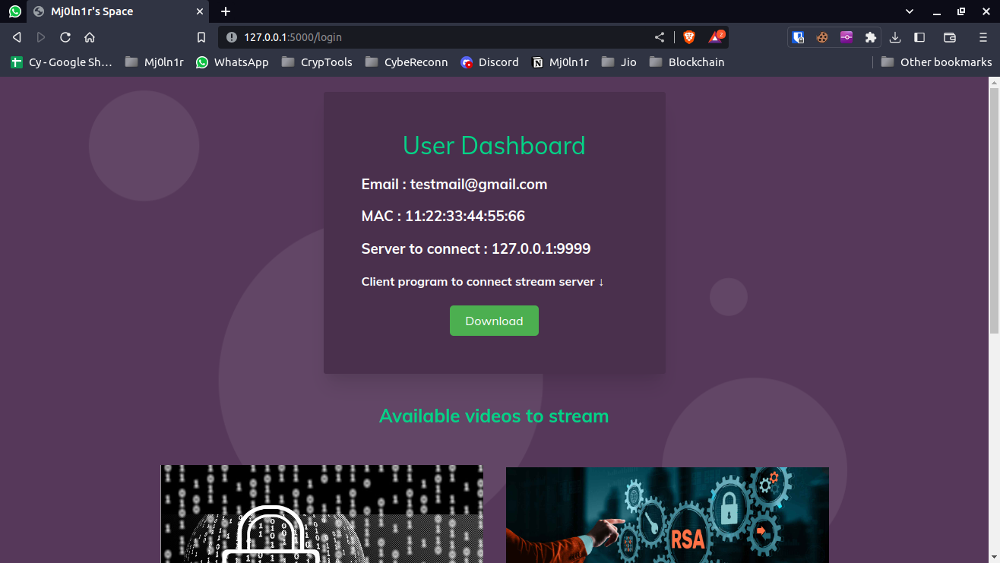 Mj0ln1r's Space
127.0.0.1:5000/login
2
Cy - Google Sh...
Mj0ln1r
WhatsApp
CrypTools
CybeReconn
Discord
Mj0ln1r
Jio
Blockchain
Other bookmarks
User Dashboard
Email : testmail@gmail.com
MAC : 11:22:33:44:55:66
Server to connect : 127.0.0.1:9999
Client program to connect stream server ↓
Download
Available videos to stream
RSA